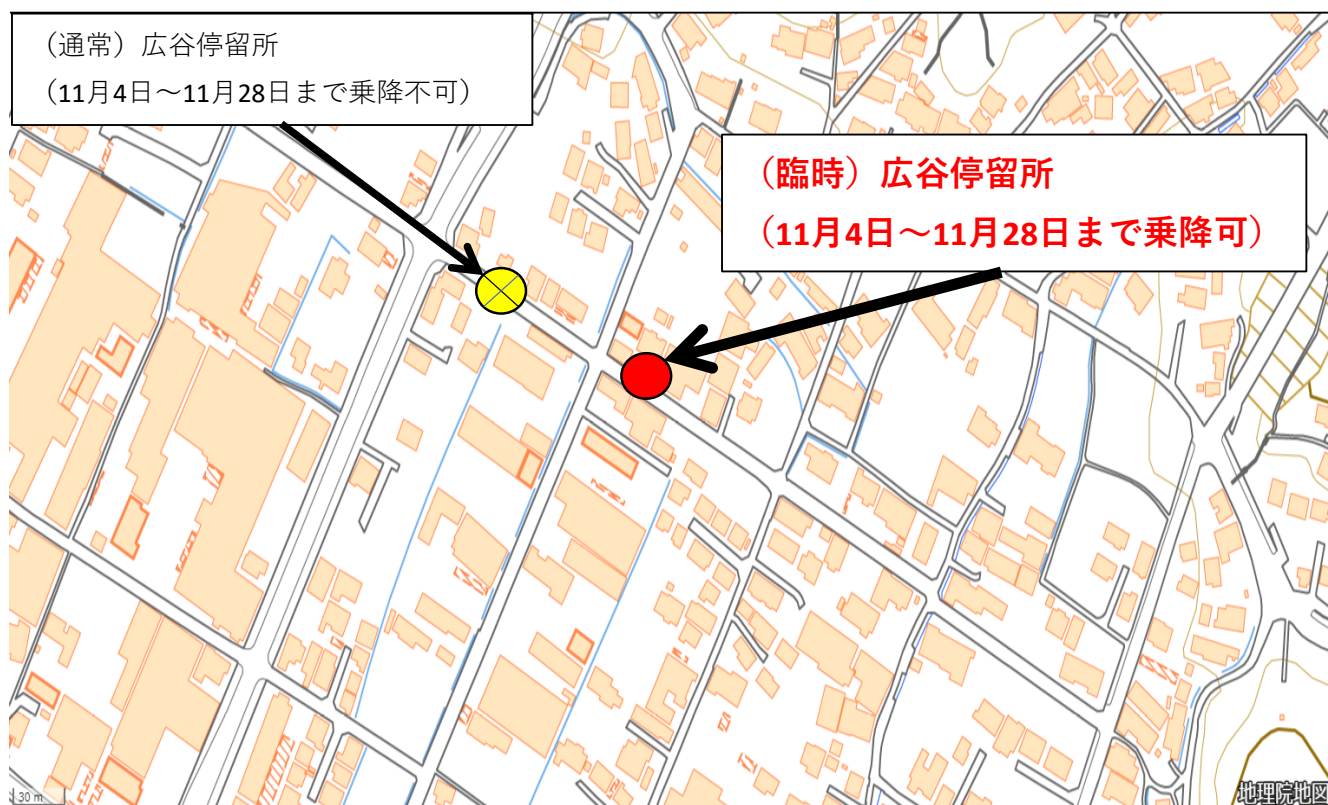 （通常）広谷停留所
（11月4日～11月28日まで乗降不可）
（臨時）広谷停留所
（11月4日～11月28日まで乗降可）
30 m
地理院地図